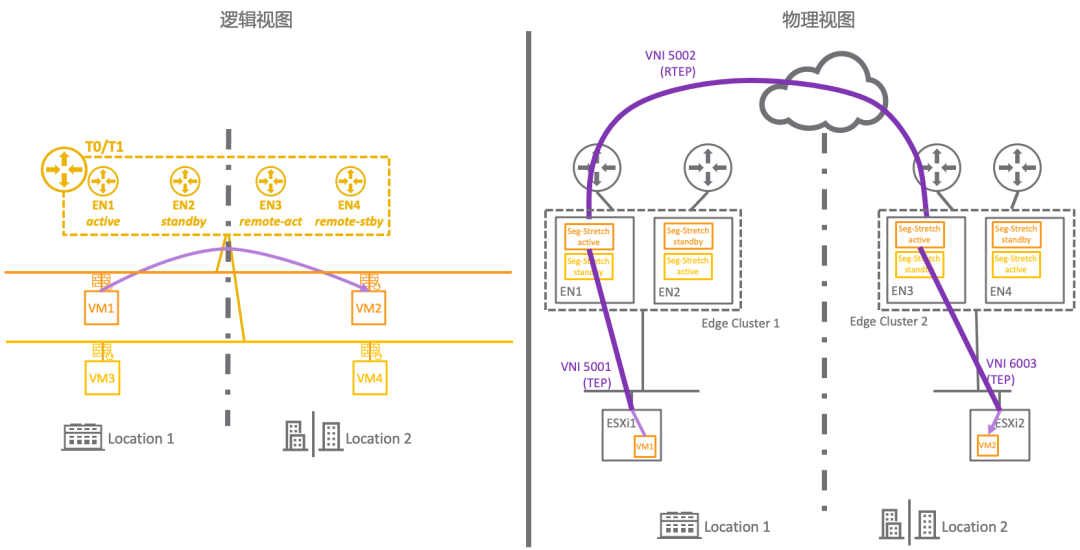 逻辑视图
T0/T1
EN1
active
EN2
standby
EN3
remote-act
EN4
remote-stby
VM1
VM2
VM3
VM4
Location 1
Location 2
物理视图
VNI 5002
(RTEP)
Seg-Stretch
active
Seg-Stretch
standby
EN1
Seg-Stretch
standby
Seg-Stretch
active
EN2
Edge Cluster 1
Seg-Stretch
active
Seg-Stretch
standby
EN3
Seg-Stretch
standby
Seg-Stretch
active
EN4
Edge Cluster 2
VNI 5001
(TEP)
VNI 6003
(TEP)
ESXi1
VM1
ESXi2
VM2
Location 1
Location 2